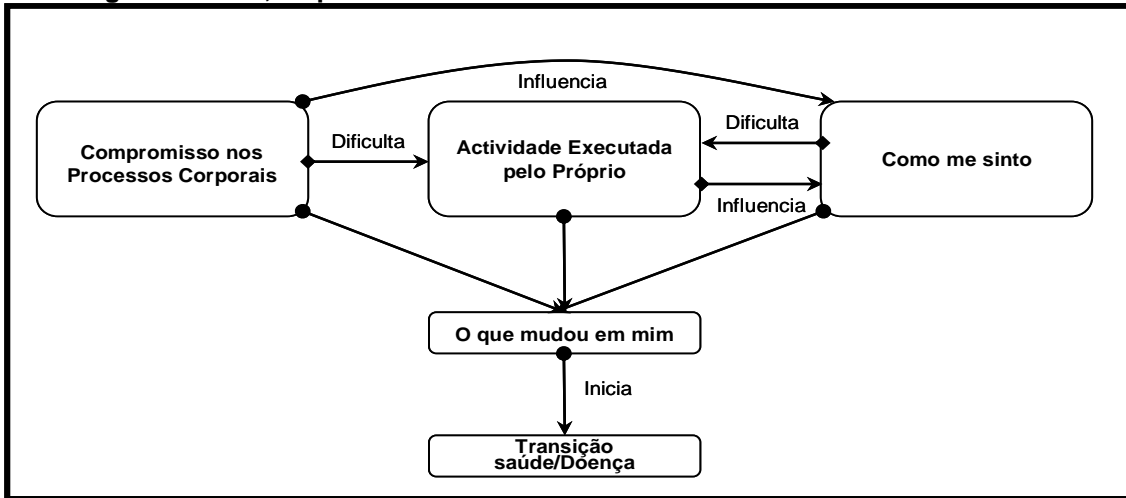 Influencia
Dificulta
Dificulta
Compromisso nos
Processos Corporais
Actividade Executada
pelo Próprio
Como me sinto
Influencia
O que mudou em mim
Inicia
Transição
saúde/Doença